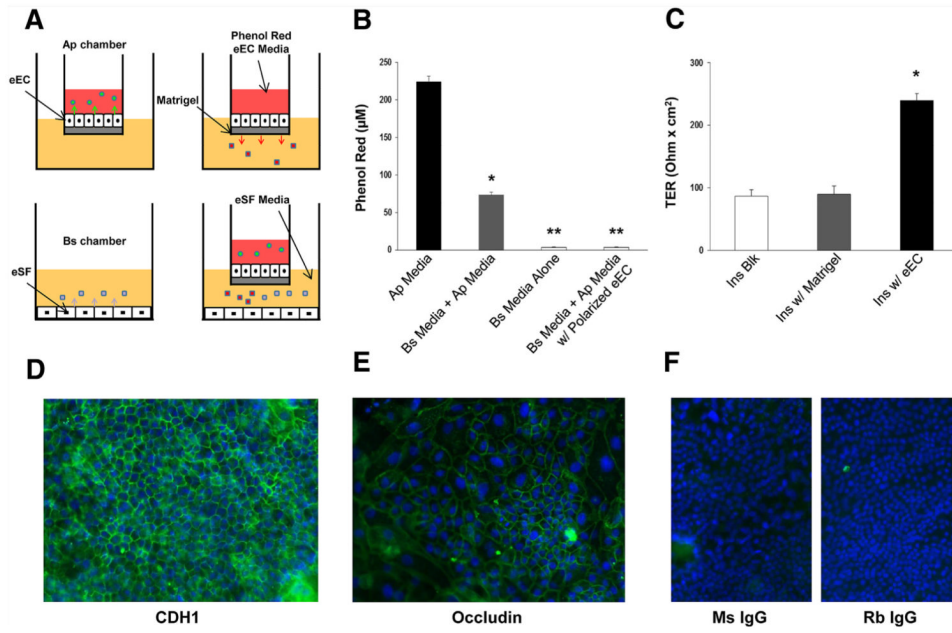 A
Ap chamber
eEC
Phenol Red
eEC Media
Matrigel
Bs chamber
eSF
eSF Media
B
Phenol Red (μM)
250
200
150
100
50
0
*
**
**
Ap Media
Bs Media + Ap Media
Bs Media Alone
Bs Media + Ap Media
w/ Polarized eEC
C
TER (Ohm x cm²)
300
200
100
0
*
Ins Blk
Ins w/ Matrigel
Ins w/ eEC
D
CDH1
E
Occludin
F
Ms IgG
Rb IgG